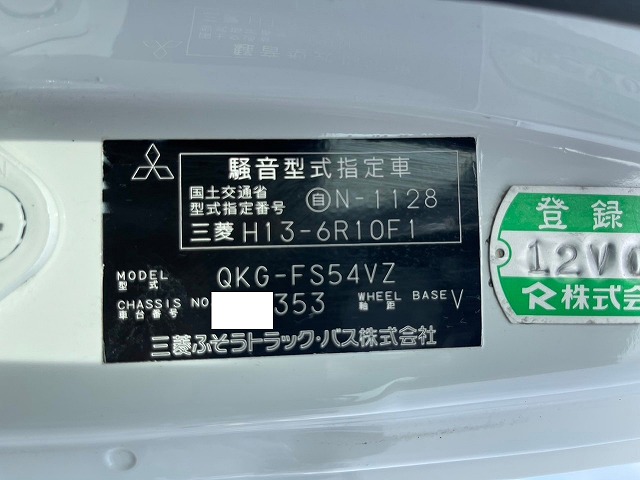 騒音型式指定車
国土交通省
型式指定番号
自N-1128
三菱 H13-6R10F1
MODEL
型式
QKG-FS54VZ
CHASSIS NO
車台番号
353
WHEEL BASE
軸距
V
三菱ふそうトラック・バス株式会社
登録
12V
株式会